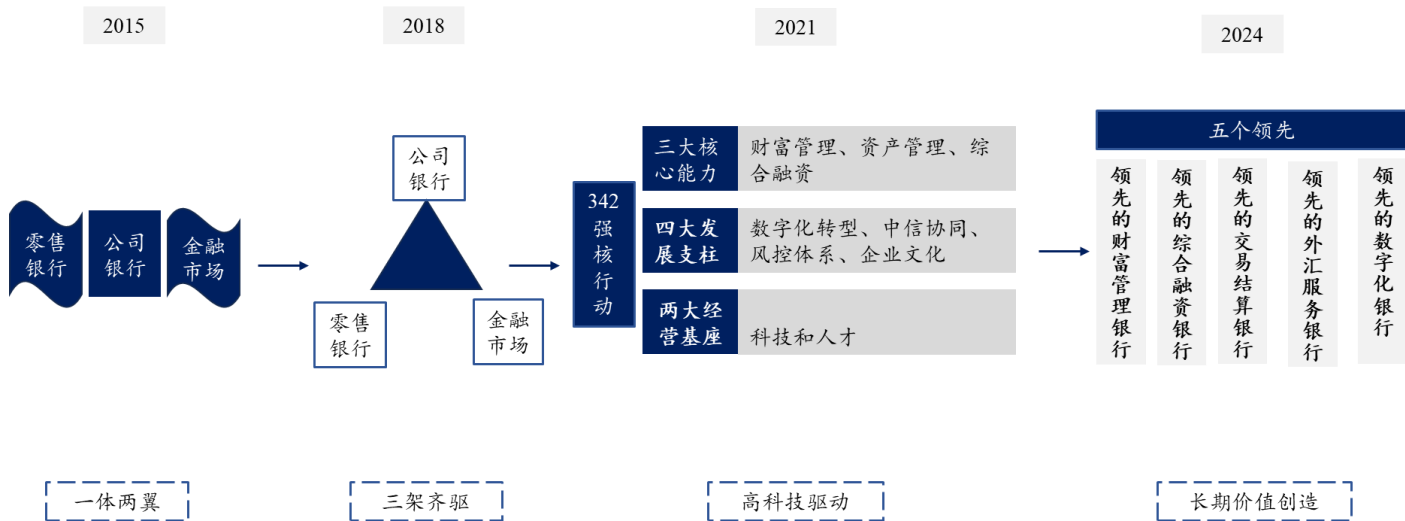 2015
2018
2021
2024
零售
银行
公司
银行
金融
市场
公司
银行
零售
银行
金融
市场
342
强
核
行
动
三大核
心能力
财富管理、资产管理、综
合融资
四大发
展支柱
数字化转型、中信协同、
风控体系、企业文化
两大经
营基座
科技和人才
五个领先
领先的财富管理银行
领先的综合融资银行
领先的交易结算银行
领先的外汇服务银行
领先的数字化银行
一体两翼
三架齐驱
高科技驱动
长期价值创造